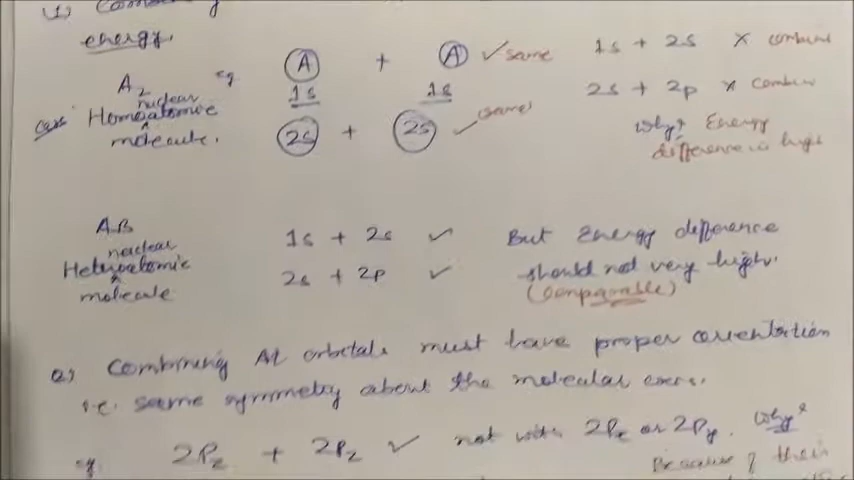 (1)
energy.
A₂ eg A + A ✓ same 1s + 2s × combine
nuclear 1s 1s 2s + 2p × combine
case Homoatomic
molecule. 2s + 2s ✓ same why? Energy
difference is high
AB 1s + 2s ✓ But Energy difference
nuclear
Heteroatomic 2s + 2p ✓ should not very high.
molecule (comparable)
Q) Combining At orbitals must have proper orientation
i.e. same symmetry about the molecular axis.
eg. 2Pz + 2Pz ✓ not with 2Px or 2Py. Why?
Because of their